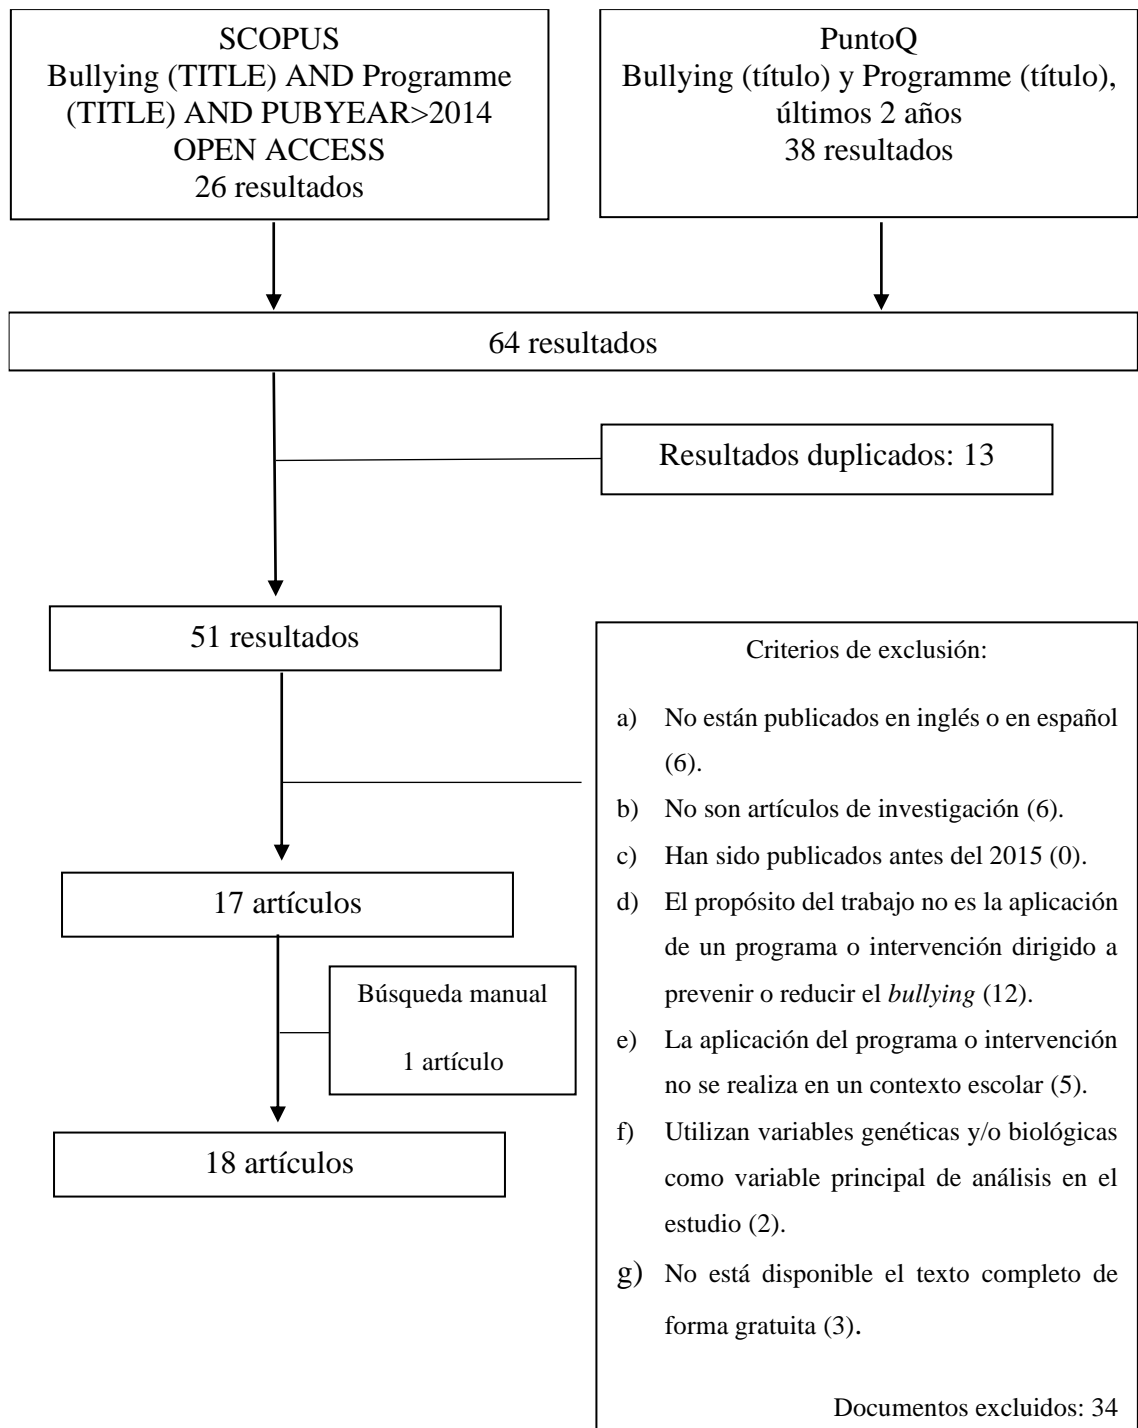 SCOPUS
Bullying (TITLE) AND Programme
(TITLE) AND PUBYEAR>2014
OPEN ACCESS
26 resultados
PuntoQ
Bullying (título) y Programme (título),
últimos 2 años
38 resultados
64 resultados
Resultados duplicados: 13
51 resultados
Criterios de exclusión:
a) No están publicados en inglés o en español
(6).
b) No son artículos de investigación (6).
c) Han sido publicados antes del 2015 (0).
d) El propósito del trabajo no es la aplicación
de un programa o intervención dirigido a
prevenir o reducir el bullying (12).
e) La aplicación del programa o intervención
no se realiza en un contexto escolar (5).
f) Utilizan variables genéticas y/o biológicas
como variable principal de análisis en el
estudio (2).
g) No está disponible el texto completo de
forma gratuita (3).
Documentos excluidos: 34
17 artículos
Búsqueda manual
1 artículo
18 artículos